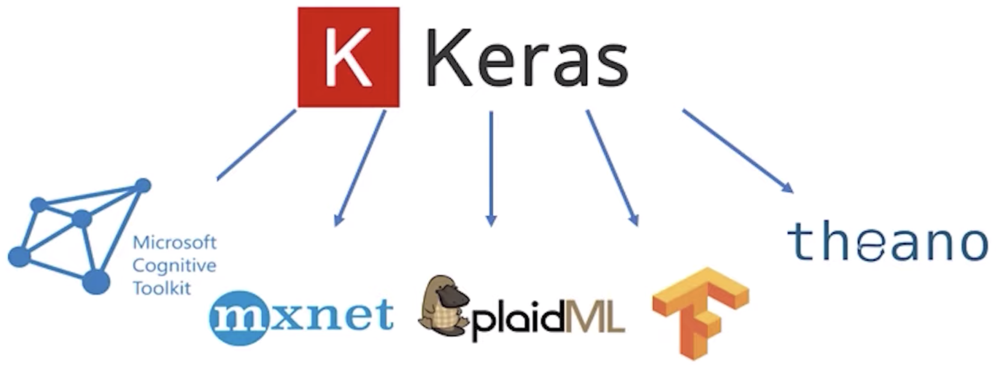 K Keras
Microsoft
Cognitive
Toolkit
mxnet
plaidML
theano